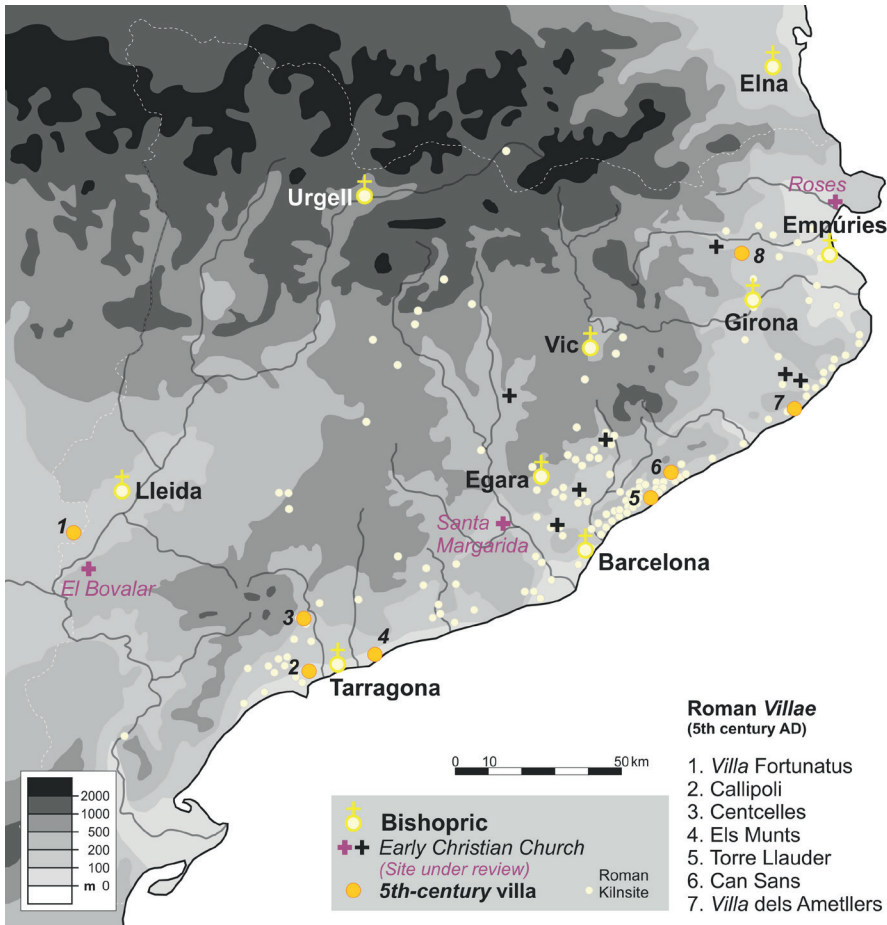 Elna
Urgell
Roses
Empúries
8
Girona
Vic
7
6
Egara
5
Lleida
1
Santa
Margarida
El Bovalar
Barcelona
3
4
2
Tarragona
0 10 50 km
2000
1000
500
200
100
m 0
Bishopric
Early Christian Church
(Site under review)
5th-century villa
Roman
Kilnsite
Roman Villae
(5th century AD)
1. Villa Fortunatus
2. Callipoli
3. Centcelles
4. Els Munts
5. Torre Llauder
6. Can Sans
7. Villa dels Ametllers